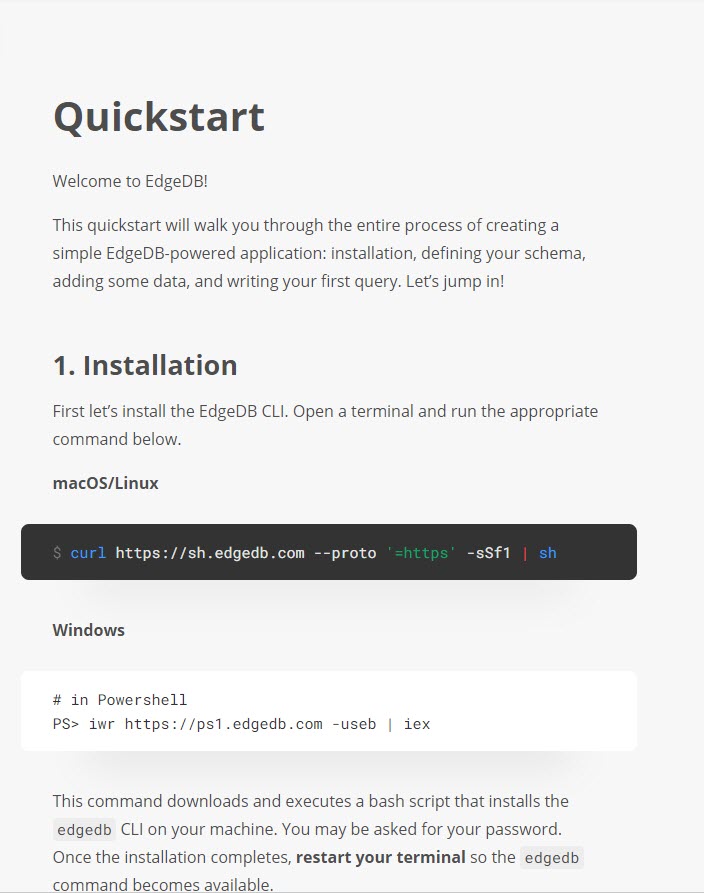 Quickstart
Welcome to EdgeDB!
This quickstart will walk you through the entire process of creating a
simple EdgeDB-powered application: installation, defining your schema,
adding some data, and writing your first query. Let’s jump in!
1. Installation
First let’s install the EdgeDB CLI. Open a terminal and run the appropriate
command below.
macOS/Linux
$ curl https://sh.edgedb.com --proto '=https' -sSf1 | sh
Windows
# in Powershell
PS> iwr https://ps1.edgedb.com -useb | iex
This command downloads and executes a bash script that installs the
edgedb CLI on your machine. You may be asked for your password.
Once the installation completes, restart your terminal so the edgedb
command becomes available.